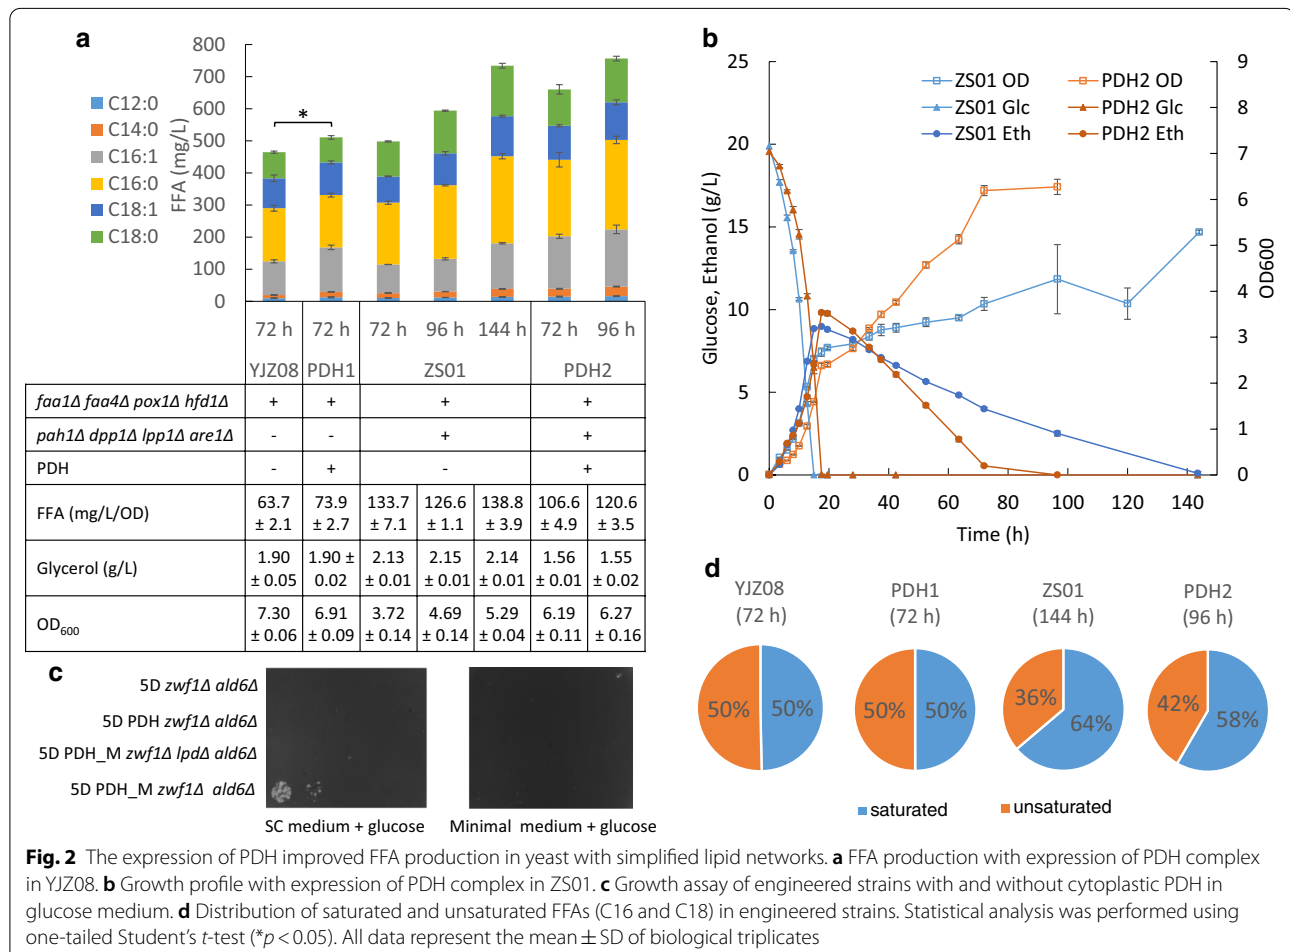 a
800
700
600
500
400
300
200
100
0
FFA (mg/L)
C12:0
C14:0
C16:1
C16:0
C18:1
C18:0
*
72 h 72 h 72 h 96 h 144 h 72 h 96 h
YJZ08 PDH1 ZS01 PDH2
faa1Δ faa4Δ pox1Δ hfd1Δ + + + +
pah1Δ dpp1Δ lpp1Δ are1Δ - - + +
PDH - + - +
FFA (mg/L/OD) 63.7 ± 2.1 73.9 ± 2.7 133.7 ± 7.1 126.6 ± 1.1 138.8 ± 3.9 106.6 ± 4.9 120.6 ± 3.5
Glycerol (g/L) 1.90 ± 0.05 1.90 ± 0.02 2.13 ± 0.01 2.15 ± 0.01 2.14 ± 0.01 1.56 ± 0.01 1.55 ± 0.02
OD600 7.30 ± 0.06 6.91 ± 0.09 3.72 ± 0.14 4.69 ± 0.14 5.29 ± 0.04 6.19 ± 0.11 6.27 ± 0.16
b
25
20
15
10
5
0
Glucose, Ethanol (g/L)
ZS01 OD PDH2 OD
ZS01 Glc PDH2 Glc
ZS01 Eth PDH2 Eth
9
8
7
6
5
4
3
2
1
0
OD600
0 20 40 60 80 100 120 140
Time (h)
c
5D zwf1Δ ald6Δ
5D PDH zwf1Δ ald6Δ
5D PDH_M zwf1Δ lpdΔ ald6Δ
5D PDH_M zwf1Δ ald6Δ
SC medium + glucose Minimal medium + glucose
d
YJZ08 PDH1 ZS01 PDH2
(72 h) (72 h) (144 h) (96 h)
50% 50% 50% 50% 36% 64% 42% 58%
saturated unsaturated
Fig. 2 The expression of PDH improved FFA production in yeast with simplified lipid networks. a FFA production with expression of PDH complex
in YJZ08. b Growth profile with expression of PDH complex in ZS01. c Growth assay of engineered strains with and without cytoplastic PDH in
glucose medium. d Distribution of saturated and unsaturated FFAs (C16 and C18) in engineered strains. Statistical analysis was performed using
one-tailed Student's t-test (*p < 0.05). All data represent the mean ± SD of biological triplicates